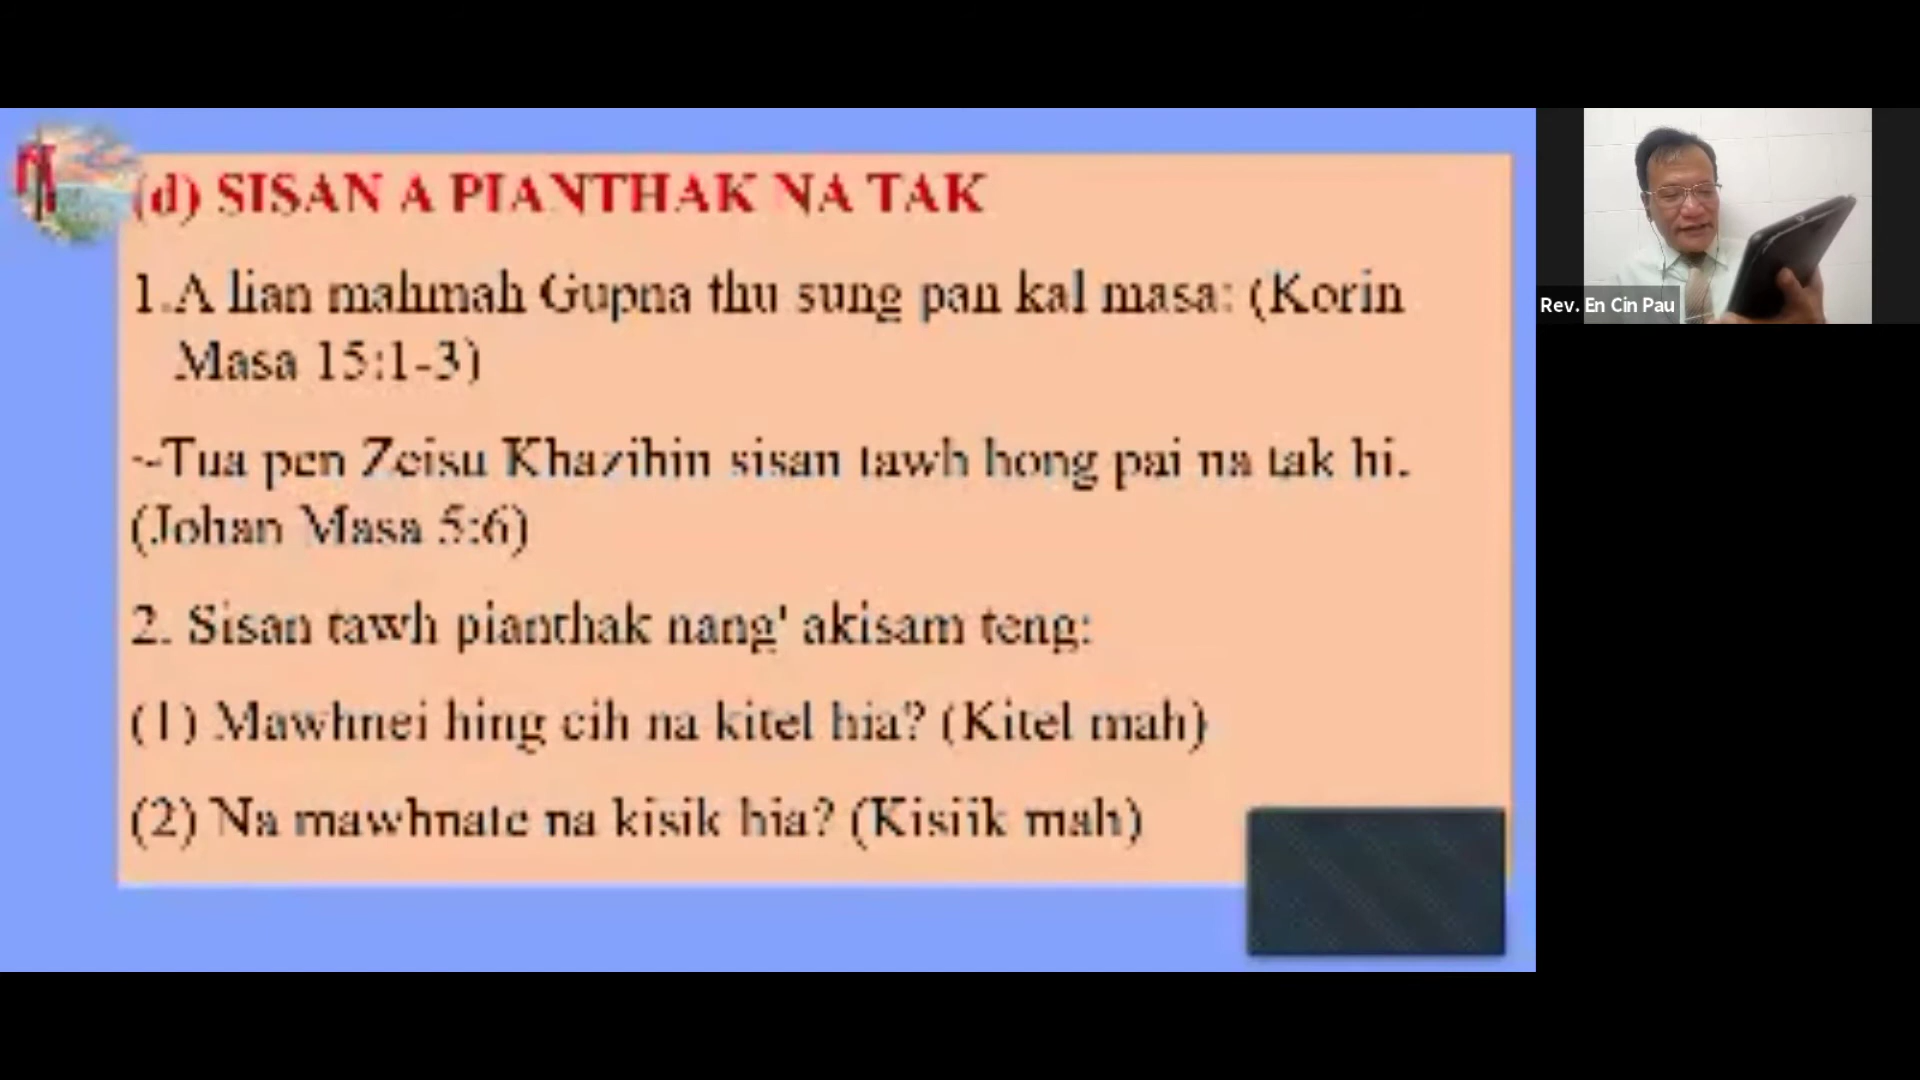 (d) SISAN A PIANTHAK NA TAK
1.A lian mahmah Gupna thu sung pan kal masa: (Korin
Masa 15:1-3)
~Tua pen Zeisu Khazihin sisan tawh hong pai na tak hi.
(Johan Masa 5:6)
2. Sisan tawh pianthak nang' akisam teng:
(1) Mawhnei hing cih na kitel hia? (Kitel mah)
(2) Na mawhnate na kisik hia? (Kisiik mah)
Rev. En Cin Pau